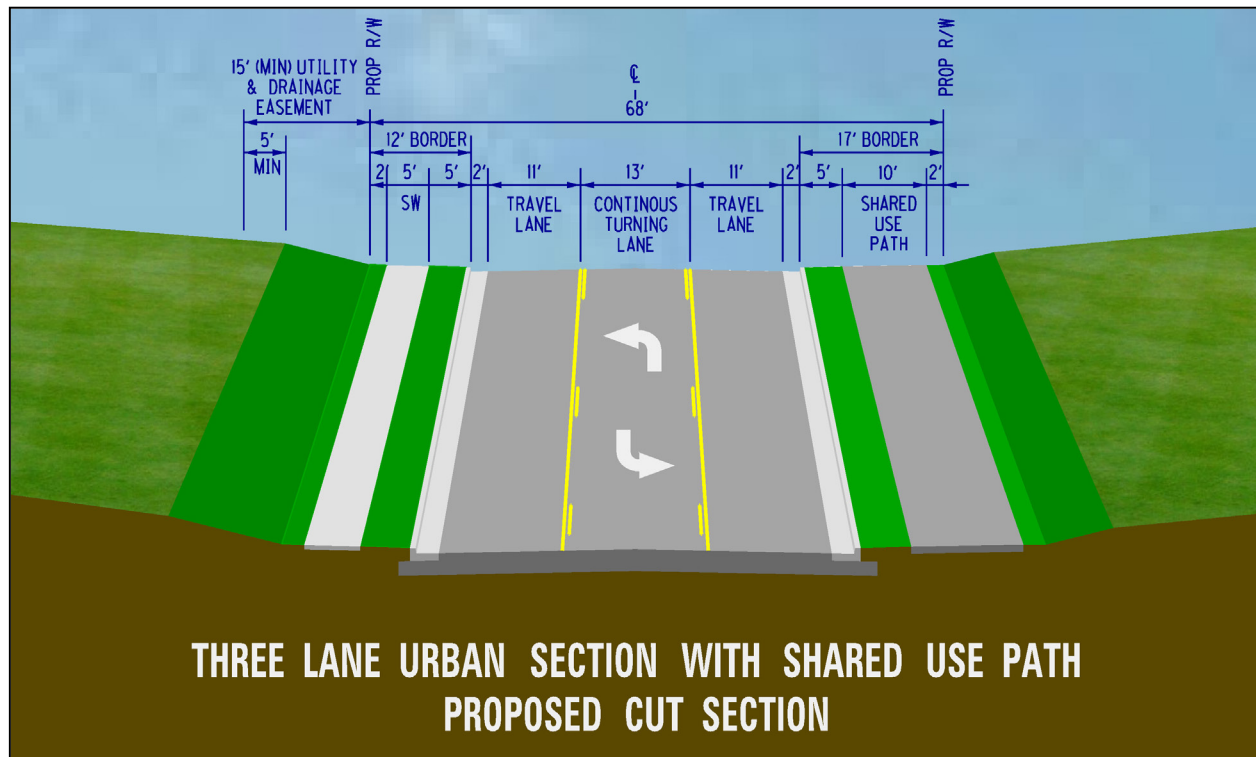 PROP R/W
PROP R/W
15' (MIN) UTILITY
& DRAINAGE
EASEMENT
℄
68'
5'
MIN
12' BORDER
17' BORDER
2'
5'
5'
2'
11'
13'
11'
2'
5'
10'
2'
SW
TRAVEL
LANE
CONTINOUS
TURNING
LANE
TRAVEL
LANE
SHARED
USE
PATH
THREE LANE URBAN SECTION WITH SHARED USE PATH
PROPOSED CUT SECTION